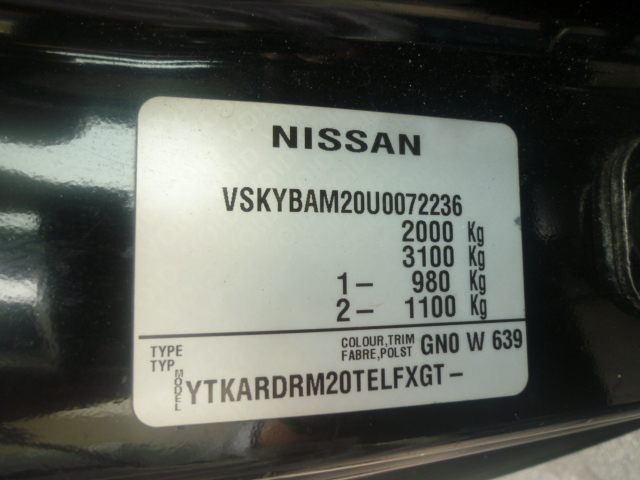 NISSAN
VSKYBAM20U0072236
2000 Kg
3100 Kg
1- 980 Kg
2- 1100 Kg
TYPE COLOUR,TRIM GN0 W 639
TYP FABRE,POLST
MODEL YTKARDRM20TELFXGT-